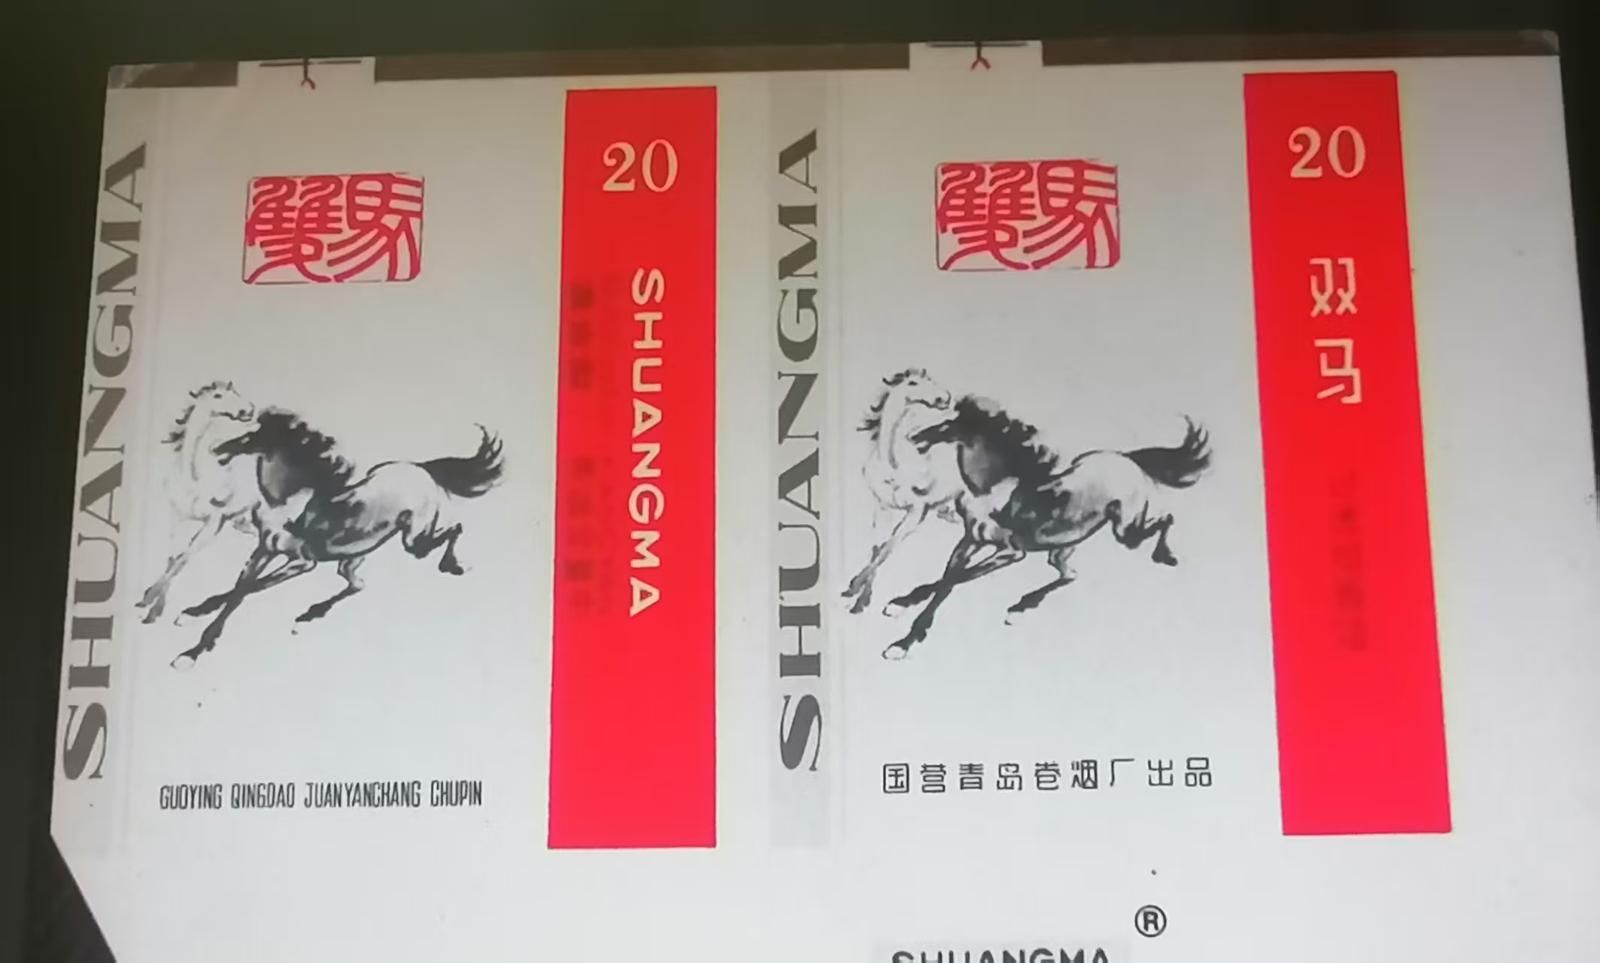 SHUANGMA
雙馬
20
SHUANGMA
GUOYING QINGDAO JUANYANCHANG CHUPIN
SHUANGMA
雙馬
20
双马
国营青岛卷烟厂出品
®
SHUANGMA